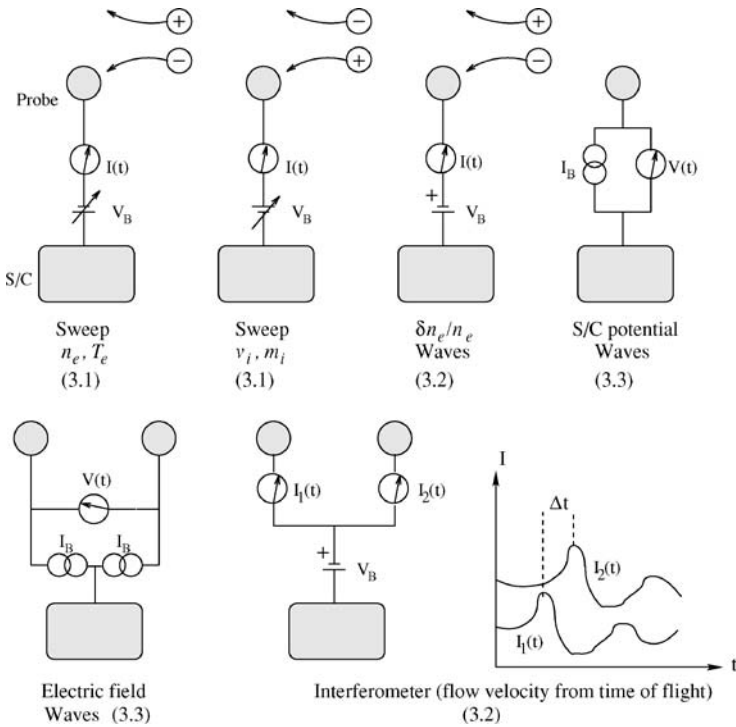 + - +
- + -
Probe
I(t) I(t) I(t) I_B V(t)
+
V_B V_B V_B
S/C
Sweep Sweep δn_e/n_e S/C potential
n_e, T_e v_i, m_i Waves Waves
(3.1) (3.1) (3.2) (3.3)
V(t) I_1(t) I_2(t) I
Δt
I_B I_B + V_B I_2(t)
I_1(t)
t
Electric field Interferometer (flow velocity from time of flight)
Waves (3.3) (3.2)